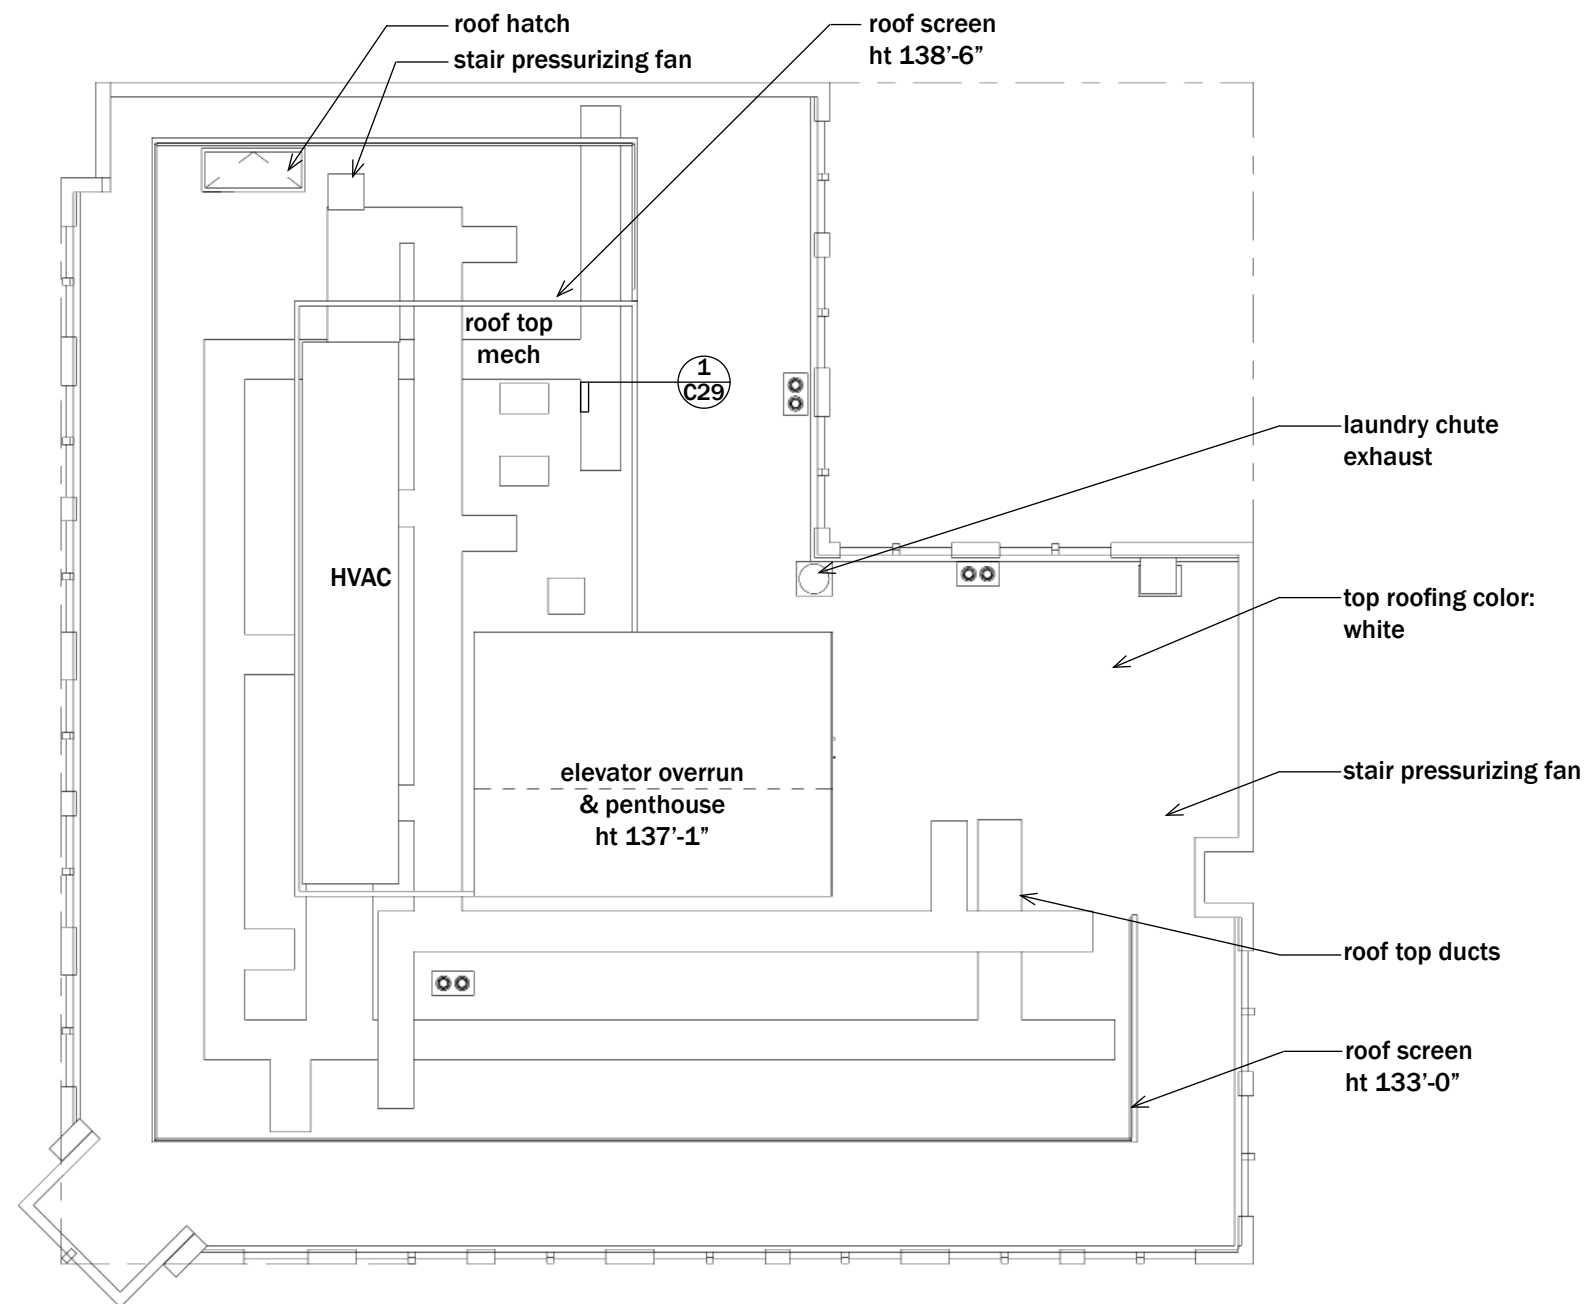 roof hatch
stair pressurizing fan
roof screen
ht 138'-6"
roof top
mech
1
C29
laundry chute
exhaust
HVAC
top roofing color:
white
elevator overrun
& penthouse
ht 137'-1"
stair pressurizing fan
roof top ducts
roof screen
ht 133'-0"